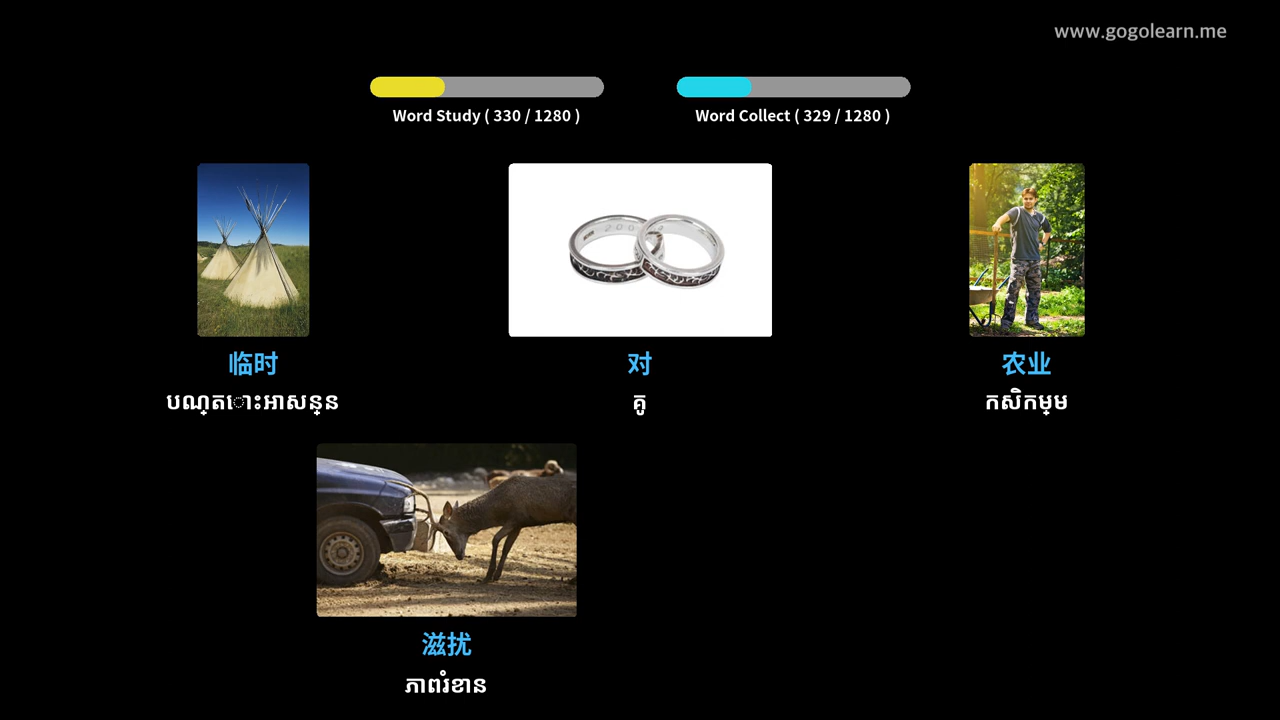 www.gogolearn.me
Word Study ( 330 / 1280 )
Word Collect ( 329 / 1280 )
临时
对
农业
បណ្តោះអាសន្ន
គូ
កសិកម្ម
滋扰
ភាពរំខាន